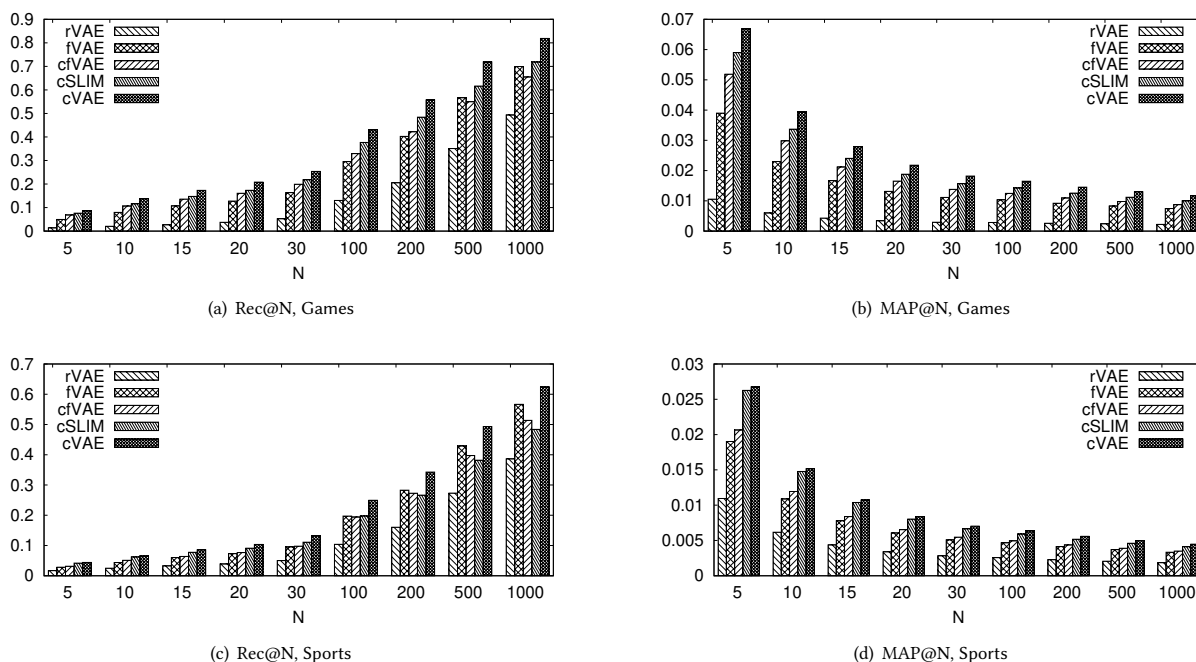 0.9
0.8
0.7
0.6
0.5
0.4
0.3
0.2
0.1
0
rVAE
fVAE
cfVAE
cSLIM
cVAE
5 10 15 20 30 100 200 500 1000
N
(a) Rec@N, Games
0.07
0.06
0.05
0.04
0.03
0.02
0.01
0
rVAE
fVAE
cfVAE
cSLIM
cVAE
5 10 15 20 30 100 200 500 1000
N
(b) MAP@N, Games
0.7
0.6
0.5
0.4
0.3
0.2
0.1
0
rVAE
fVAE
cfVAE
cSLIM
cVAE
5 10 15 20 30 100 200 500 1000
N
(c) Rec@N, Sports
0.03
0.025
0.02
0.015
0.01
0.005
0
rVAE
fVAE
cfVAE
cSLIM
cVAE
5 10 15 20 30 100 200 500 1000
N
(d) MAP@N, Sports